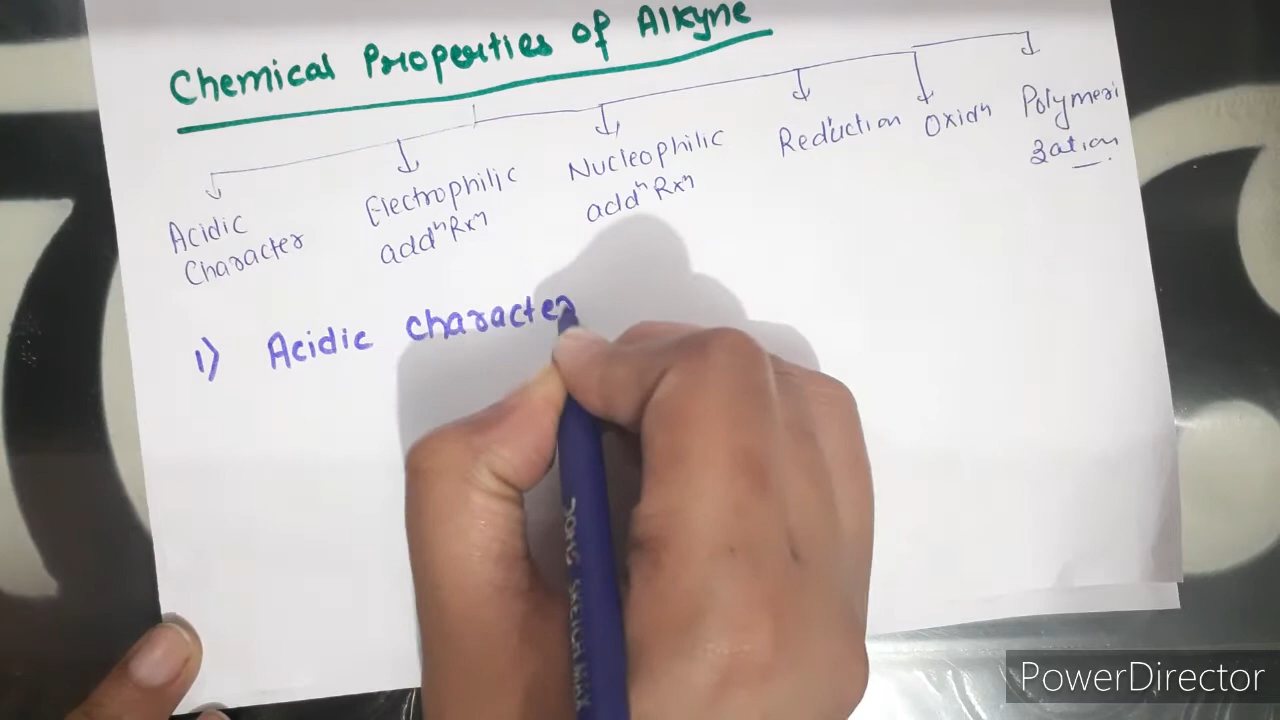 Chemical Properties of Alkyne
Acidic
Character
Electrophilic
addⁿ Rxⁿ
Nucleophilic
addⁿ Rxⁿ
Reduction
Oxidⁿ
Polymeri
zation
1) Acidic character
PowerDirector